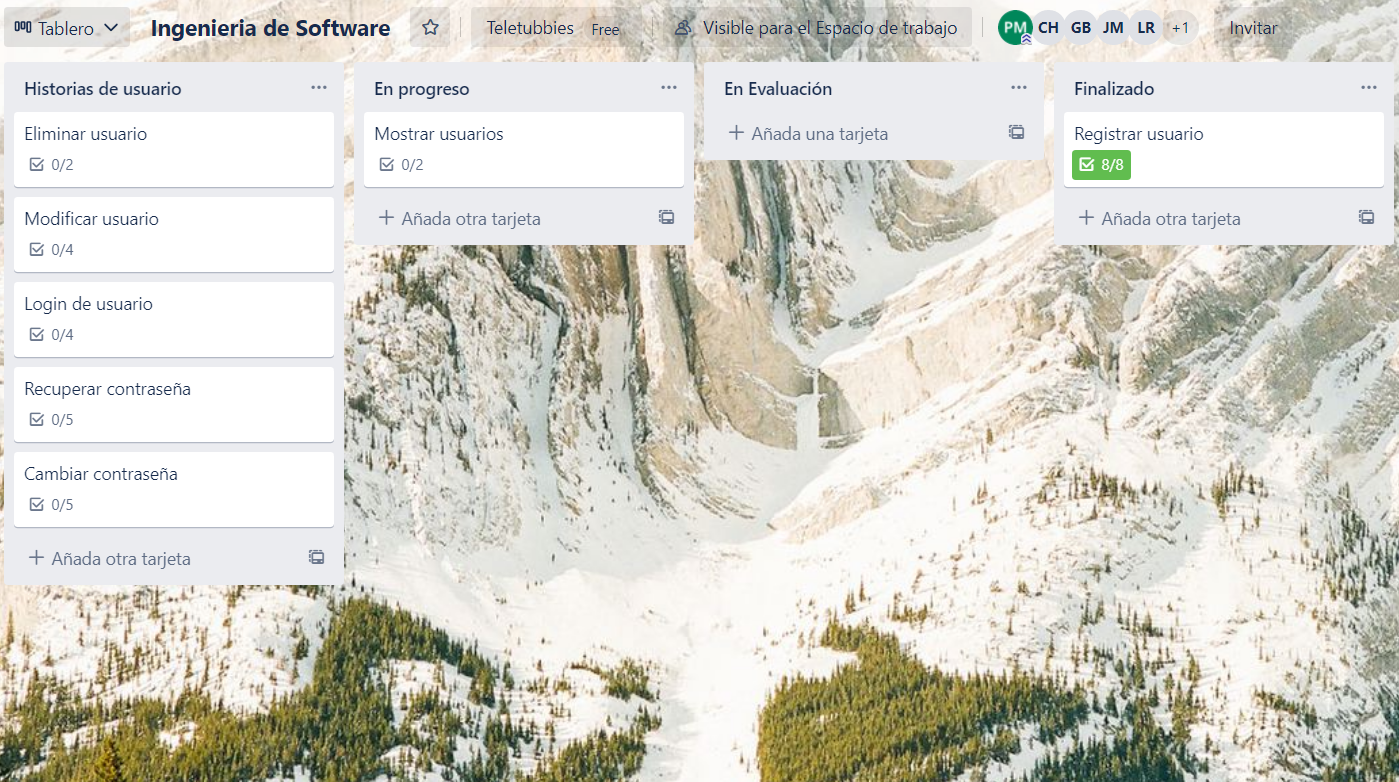 Tablero
Ingenieria de Software
Teletubbies Free
Visible para el Espacio de trabajo
PM CH GB JM LR +1
Invitar
Historias de usuario
Eliminar usuario
0/2
Modificar usuario
0/4
Login de usuario
0/4
Recuperar contraseña
0/5
Cambiar contraseña
0/5
+ Añada otra tarjeta
En progreso
Mostrar usuarios
0/2
+ Añada otra tarjeta
En Evaluación
+ Añada una tarjeta
Finalizado
Registrar usuario
8/8
+ Añada otra tarjeta